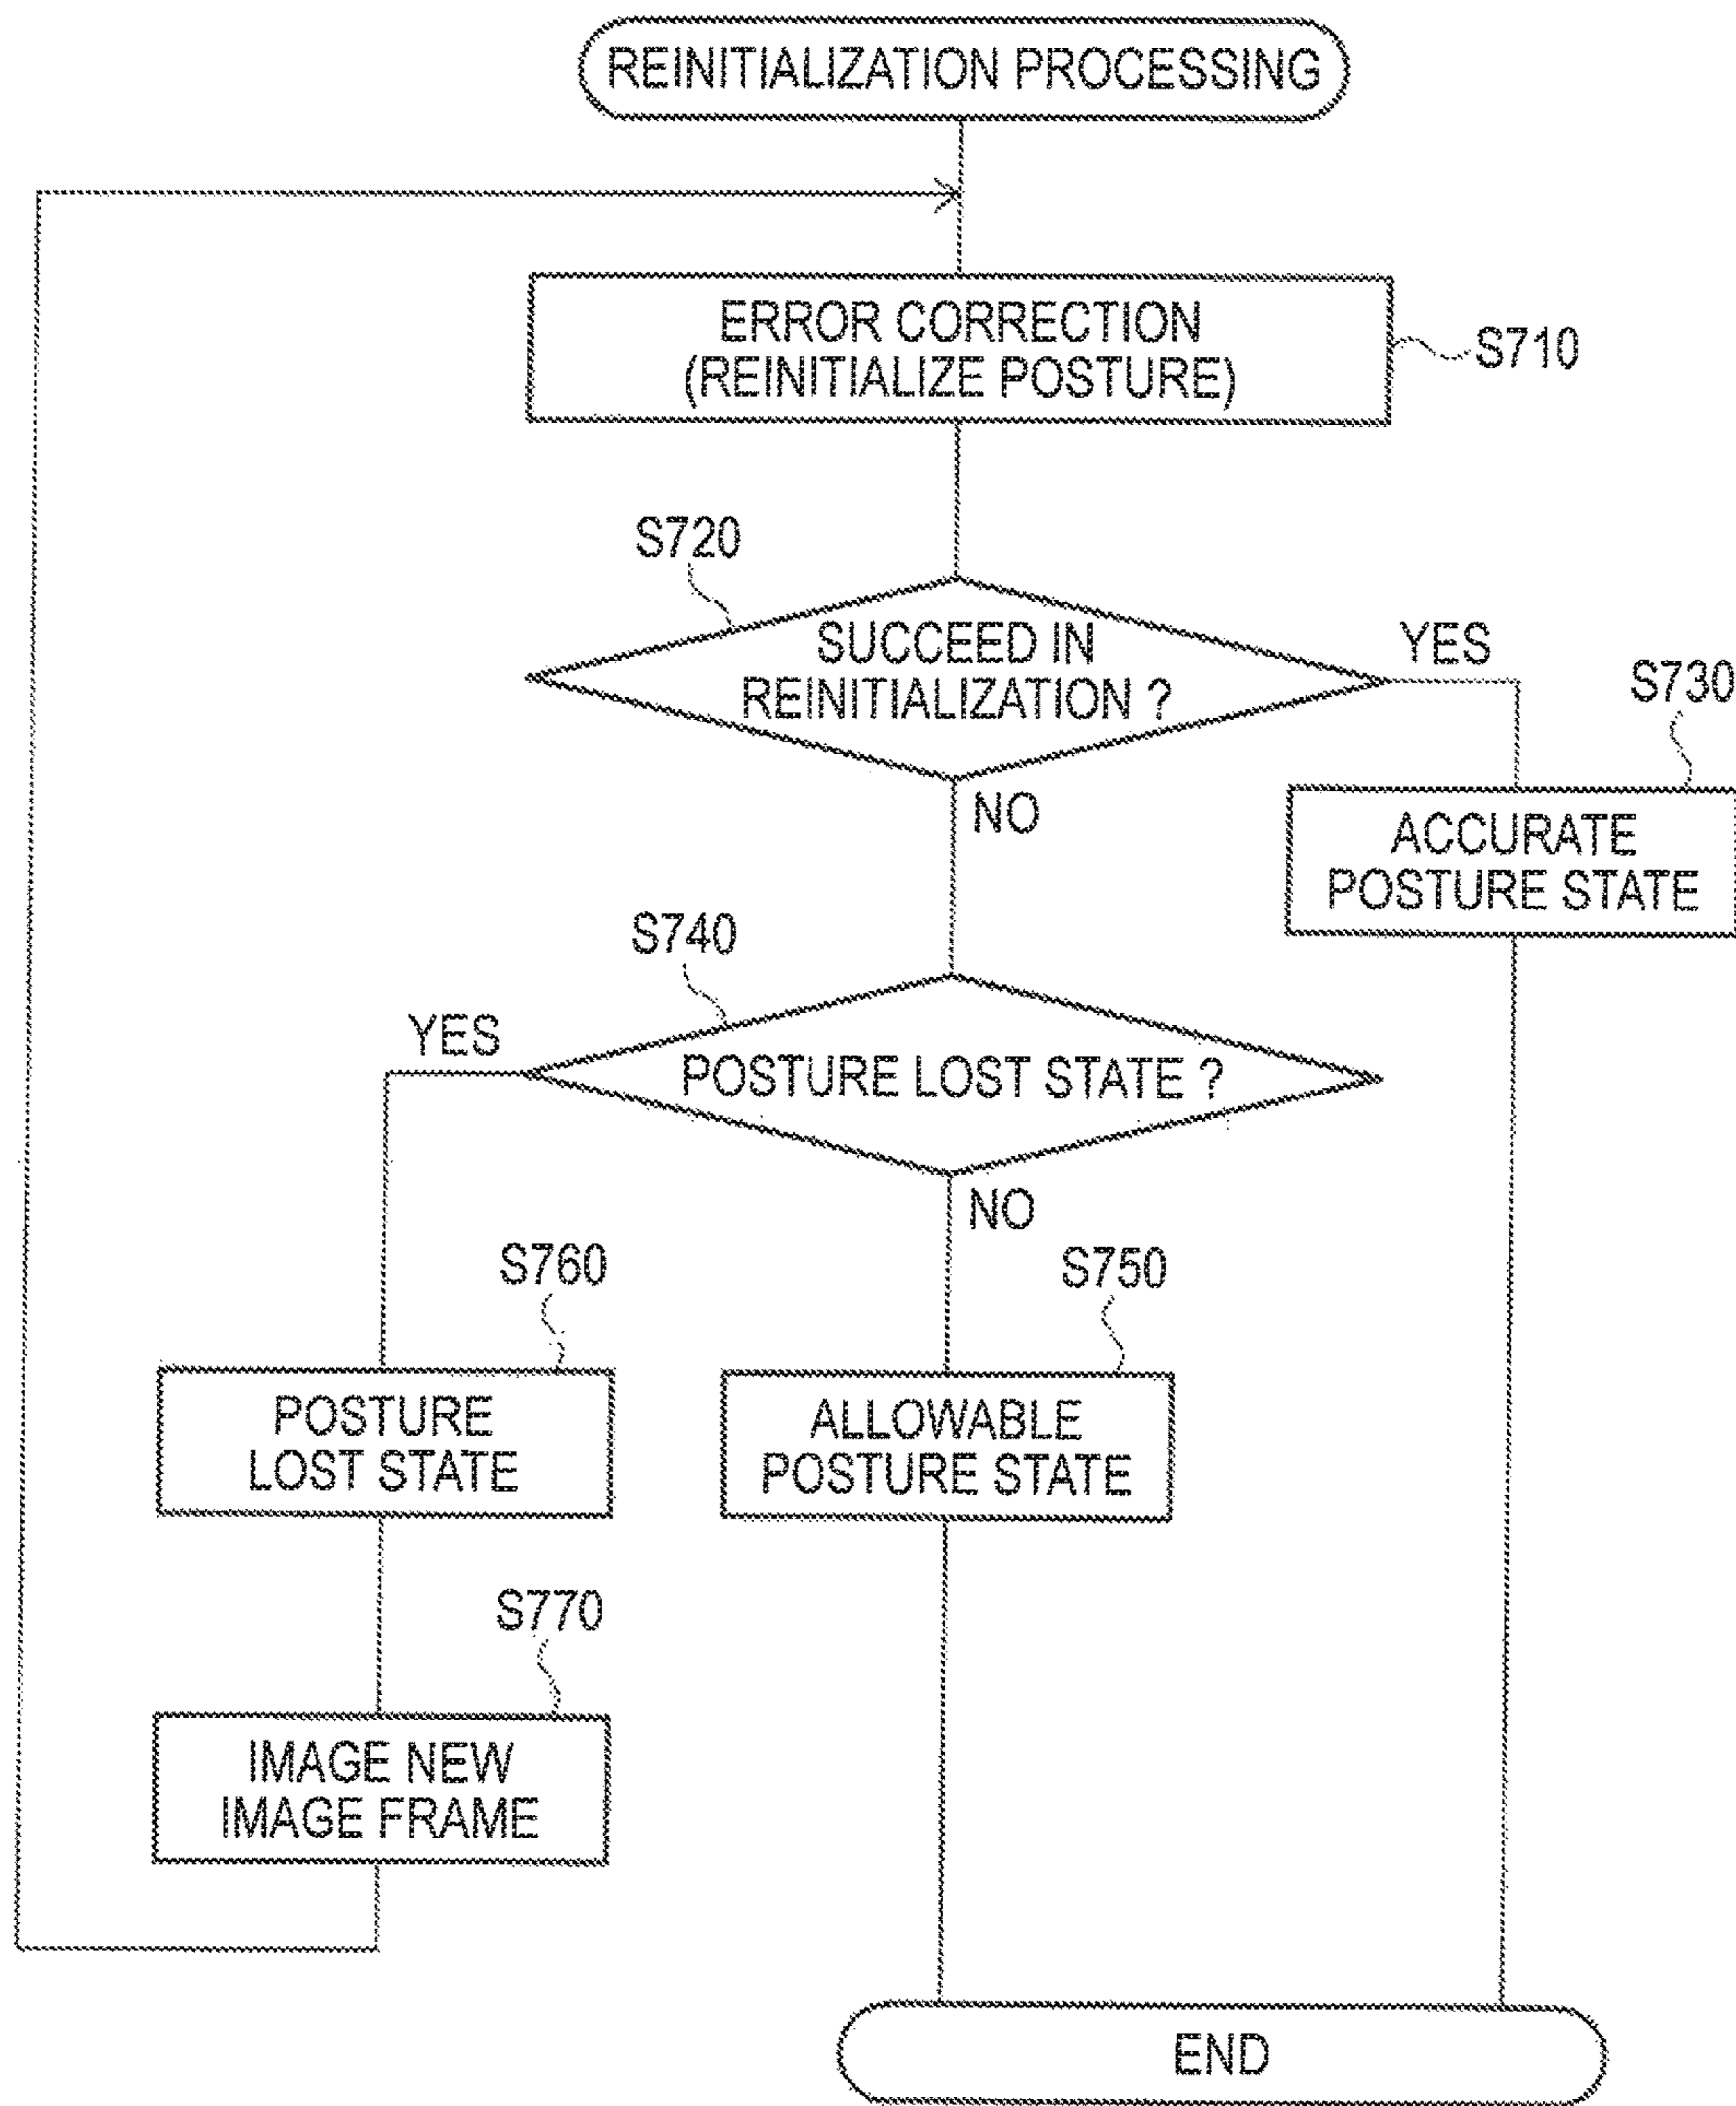 REINITIALIZATION PROCESSING
ERROR CORRECTION
(REINITIALIZE POSTURE)
S710
S720
SUCCEED IN
REINITIALIZATION ?
YES
NO
S730
ACCURATE
POSTURE STATE
S740
YES
POSTURE LOST STATE ?
NO
S760
POSTURE
LOST STATE
S750
ALLOWABLE
POSTURE STATE
S770
IMAGE NEW
IMAGE FRAME
END